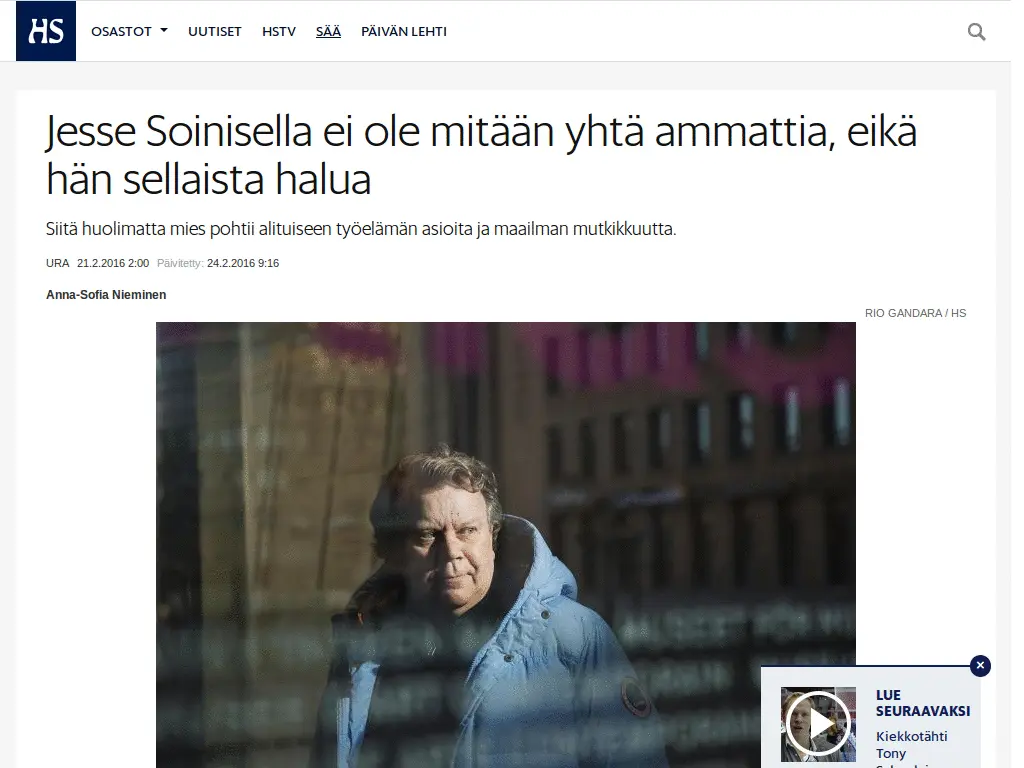 HS OSASTOT UUTISET HSTV SÄÄ PÄIVÄN LEHTI
Jesse Soinisella ei ole mitään yhtä ammattia, eikä
hän sellaista halua
Siitä huolimatta mies pohtii alituiseen työelämän asioita ja maailman mutkikkuutta.
URA 21.2.2016 2:00 Päivitetty: 24.2.2016 9:16
Anna-Sofia Nieminen
RIO GANDARA / HS
LUE
SEURAAVAKSI
Kiekkotähti
Tony